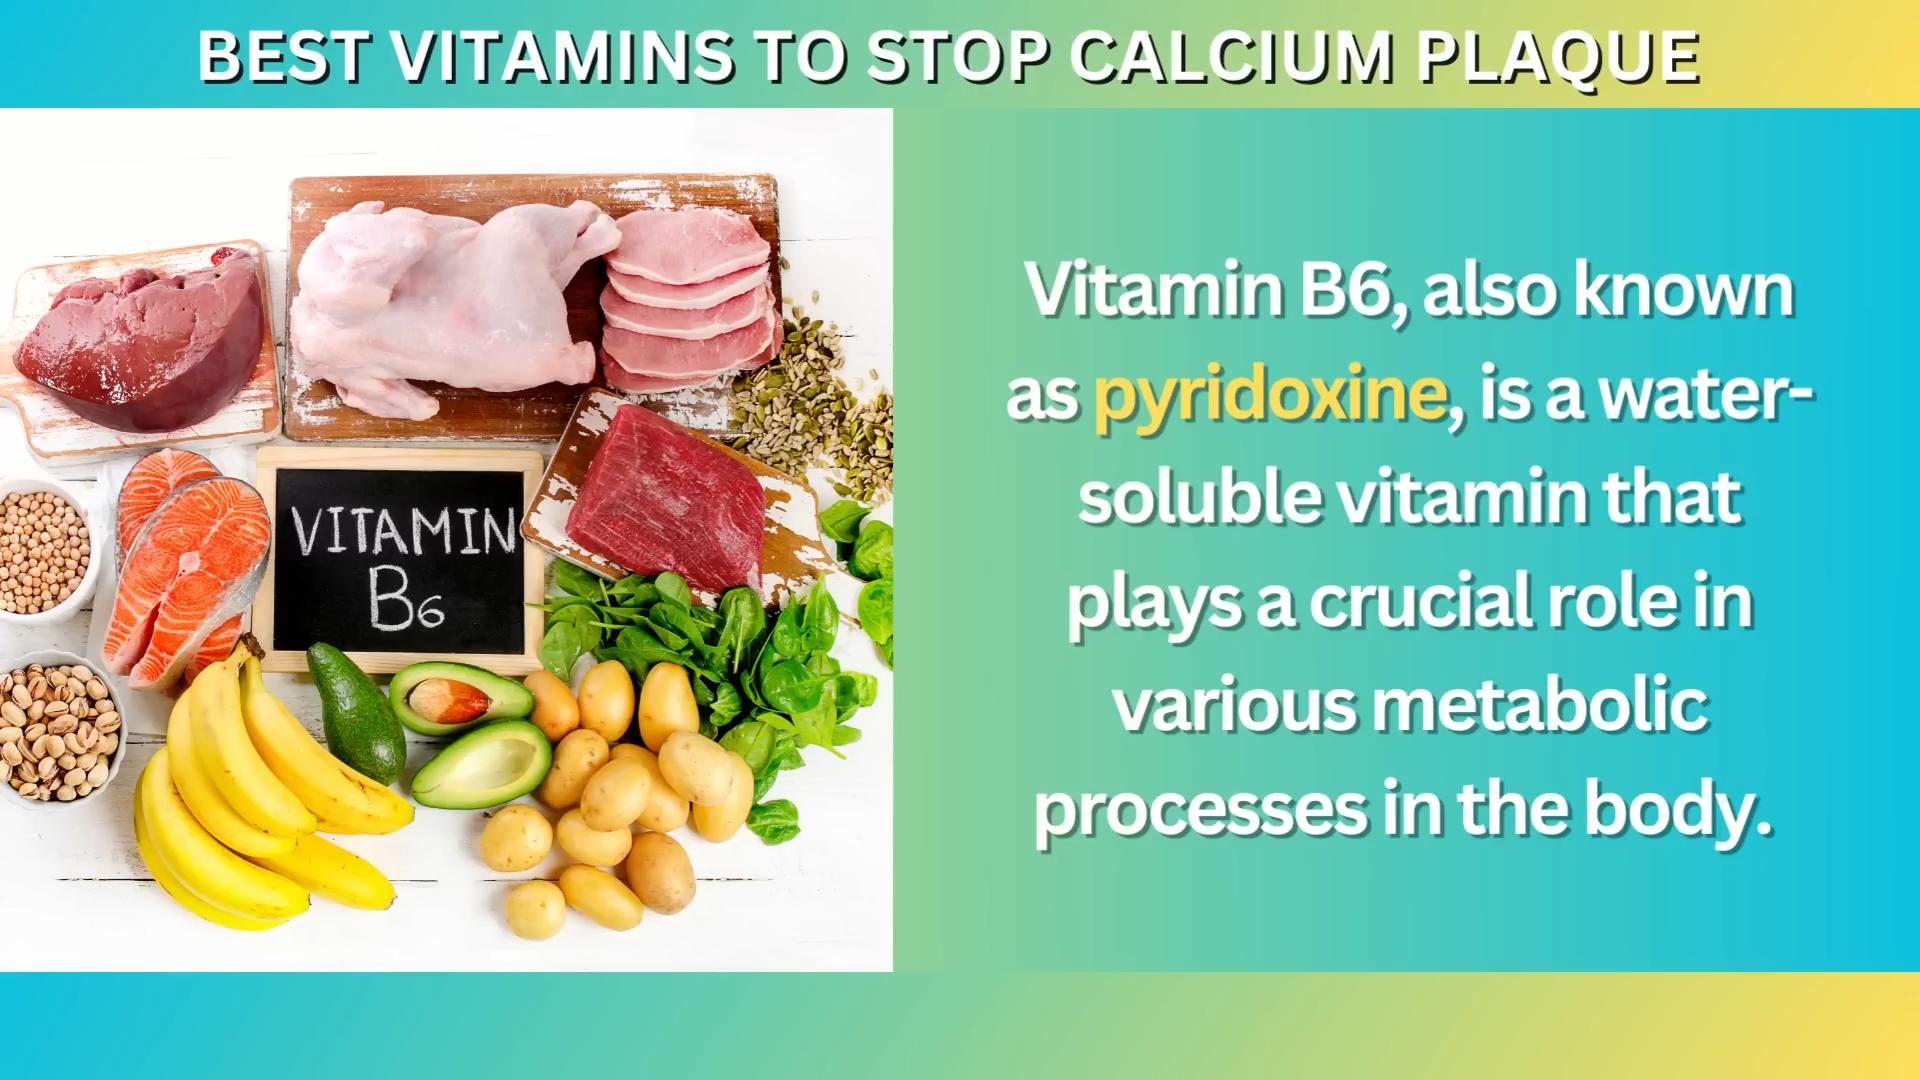 BEST VITAMINS TO STOP CALCIUM PLAQUE
VITAMIN
B6
Vitamin B6, also known
as pyridoxine, is a water-
soluble vitamin that
plays a crucial role in
various metabolic
processes in the body.